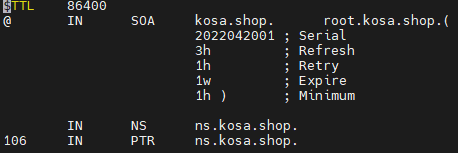 $TTL    86400
@       IN      SOA     kosa.shop.      root.kosa.shop.(
                        2022042001 ; Serial
                        3h         ; Refresh
                        1h         ; Retry
                        1w         ; Expire
                        1h )       ; Minimum
        IN      NS      ns.kosa.shop.
106     IN      PTR     ns.kosa.shop.